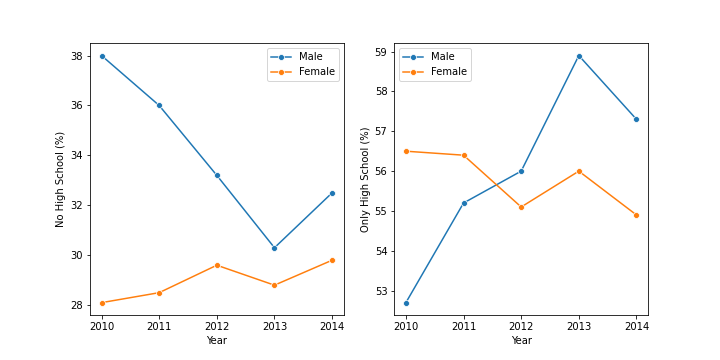 No High School (%)
38
36
34
32
30
28
2010 2011 2012 2013 2014
Year
Male
Female
Only High School (%)
59
58
57
56
55
54
53
2010 2011 2012 2013 2014
Year
Male
Female